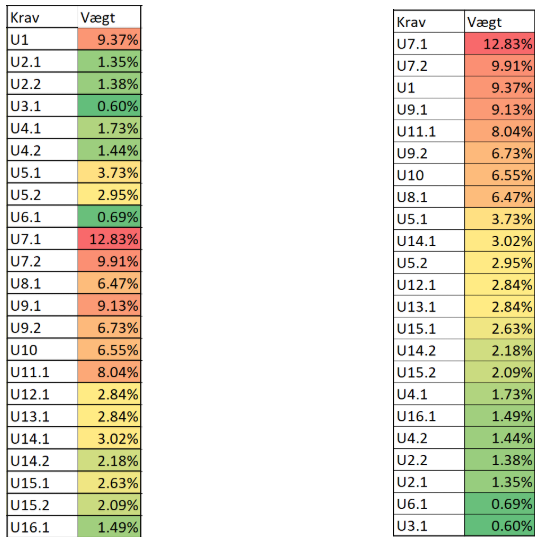 Krav Vægt
U1 9.37%
U2.1 1.35%
U2.2 1.38%
U3.1 0.60%
U4.1 1.73%
U4.2 1.44%
U5.1 3.73%
U5.2 2.95%
U6.1 0.69%
U7.1 12.83%
U7.2 9.91%
U8.1 6.47%
U9.1 9.13%
U9.2 6.73%
U10 6.55%
U11.1 8.04%
U12.1 2.84%
U13.1 2.84%
U14.1 3.02%
U14.2 2.18%
U15.1 2.63%
U15.2 2.09%
U16.1 1.49%
Krav Vægt
U7.1 12.83%
U7.2 9.91%
U1 9.37%
U9.1 9.13%
U11.1 8.04%
U9.2 6.73%
U10 6.55%
U8.1 6.47%
U5.1 3.73%
U14.1 3.02%
U5.2 2.95%
U12.1 2.84%
U13.1 2.84%
U15.1 2.63%
U14.2 2.18%
U15.2 2.09%
U4.1 1.73%
U16.1 1.49%
U4.2 1.44%
U2.2 1.38%
U2.1 1.35%
U6.1 0.69%
U3.1 0.60%